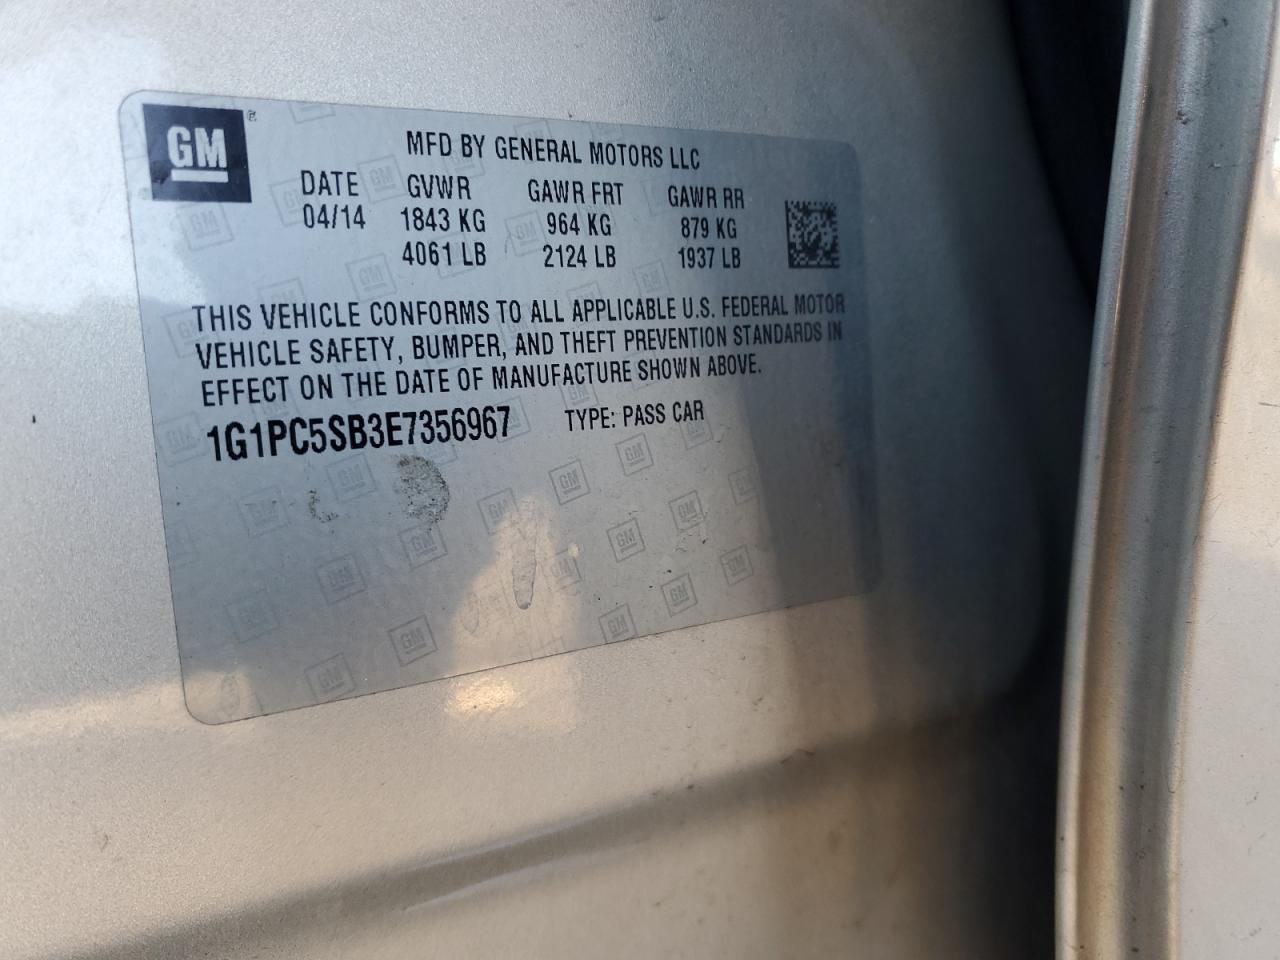 GM
MFD BY GENERAL MOTORS LLC
DATE GVWR GAWR FRT GAWR RR
04/14 1843 KG 964 KG 879 KG
4061 LB 2124 LB 1937 LB
THIS VEHICLE CONFORMS TO ALL APPLICABLE U.S. FEDERAL MOTOR
VEHICLE SAFETY, BUMPER, AND THEFT PREVENTION STANDARDS IN
EFFECT ON THE DATE OF MANUFACTURE SHOWN ABOVE.
1G1PC5SB3E7356967 TYPE: PASS CAR